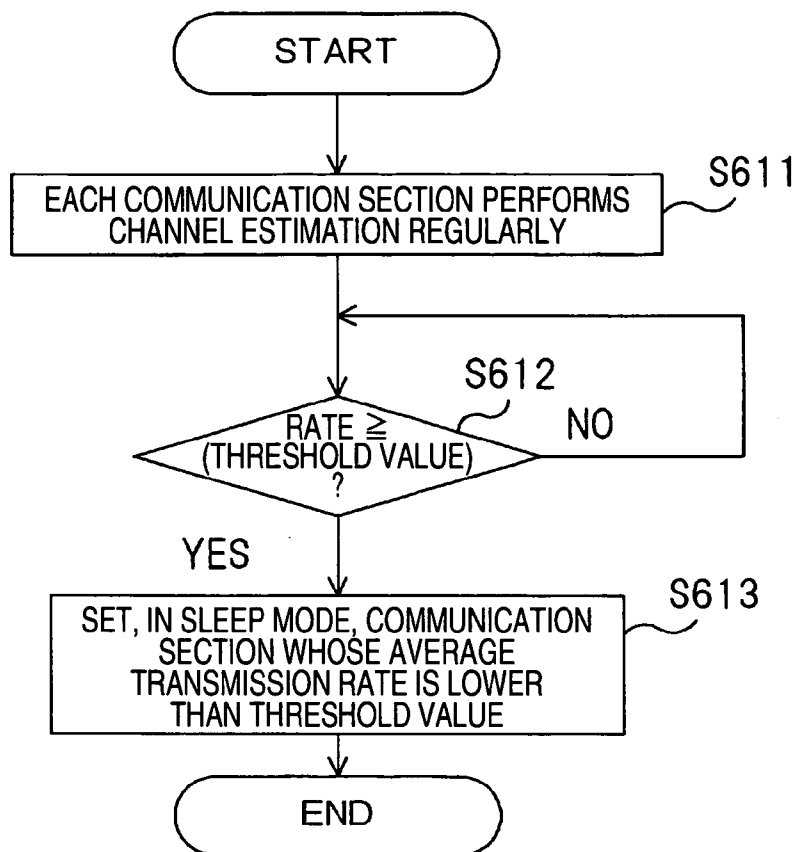 START
S611
EACH COMMUNICATION SECTION PERFORMS
CHANNEL ESTIMATION REGULARLY
S612
RATE ≧
(THRESHOLD VALUE)
?
NO
YES
S613
SET, IN SLEEP MODE, COMMUNICATION
SECTION WHOSE AVERAGE
TRANSMISSION RATE IS LOWER
THAN THRESHOLD VALUE
END